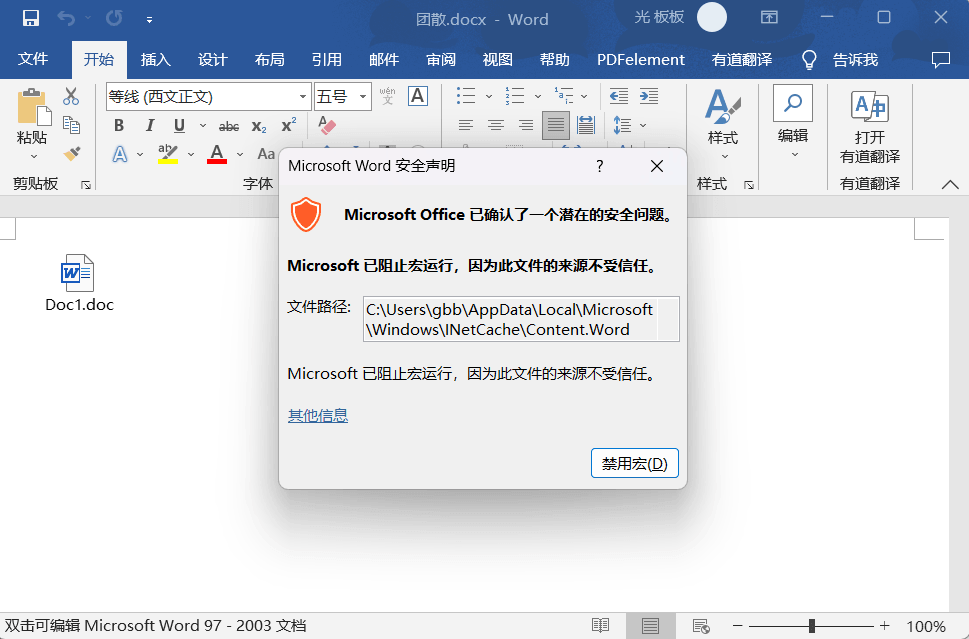 团散.docx - Word
光 板板
文件 开始 插入 设计 布局 引用 邮件 审阅 视图 帮助 PDFelement 有道翻译 告诉我
等线 (西文正文) 五号 wén 文 A
粘贴 B I U abc x₂ x² 样式 编辑 打开
有道翻译
A aby A Aa
剪贴板 字体 样式 有道翻译
Microsoft Word 安全声明 ?
Microsoft Office 已确认了一个潜在的安全问题。
Microsoft 已阻止宏运行，因为此文件的来源不受信任。
文件路径: C:\Users\gbb\AppData\Local\Microsoft
\Windows\INetCache\Content.Word
Microsoft 已阻止宏运行，因为此文件的来源不受信任。
其他信息
禁用宏(D)
Doc1.doc
双击可编辑 Microsoft Word 97 - 2003 文档
100%